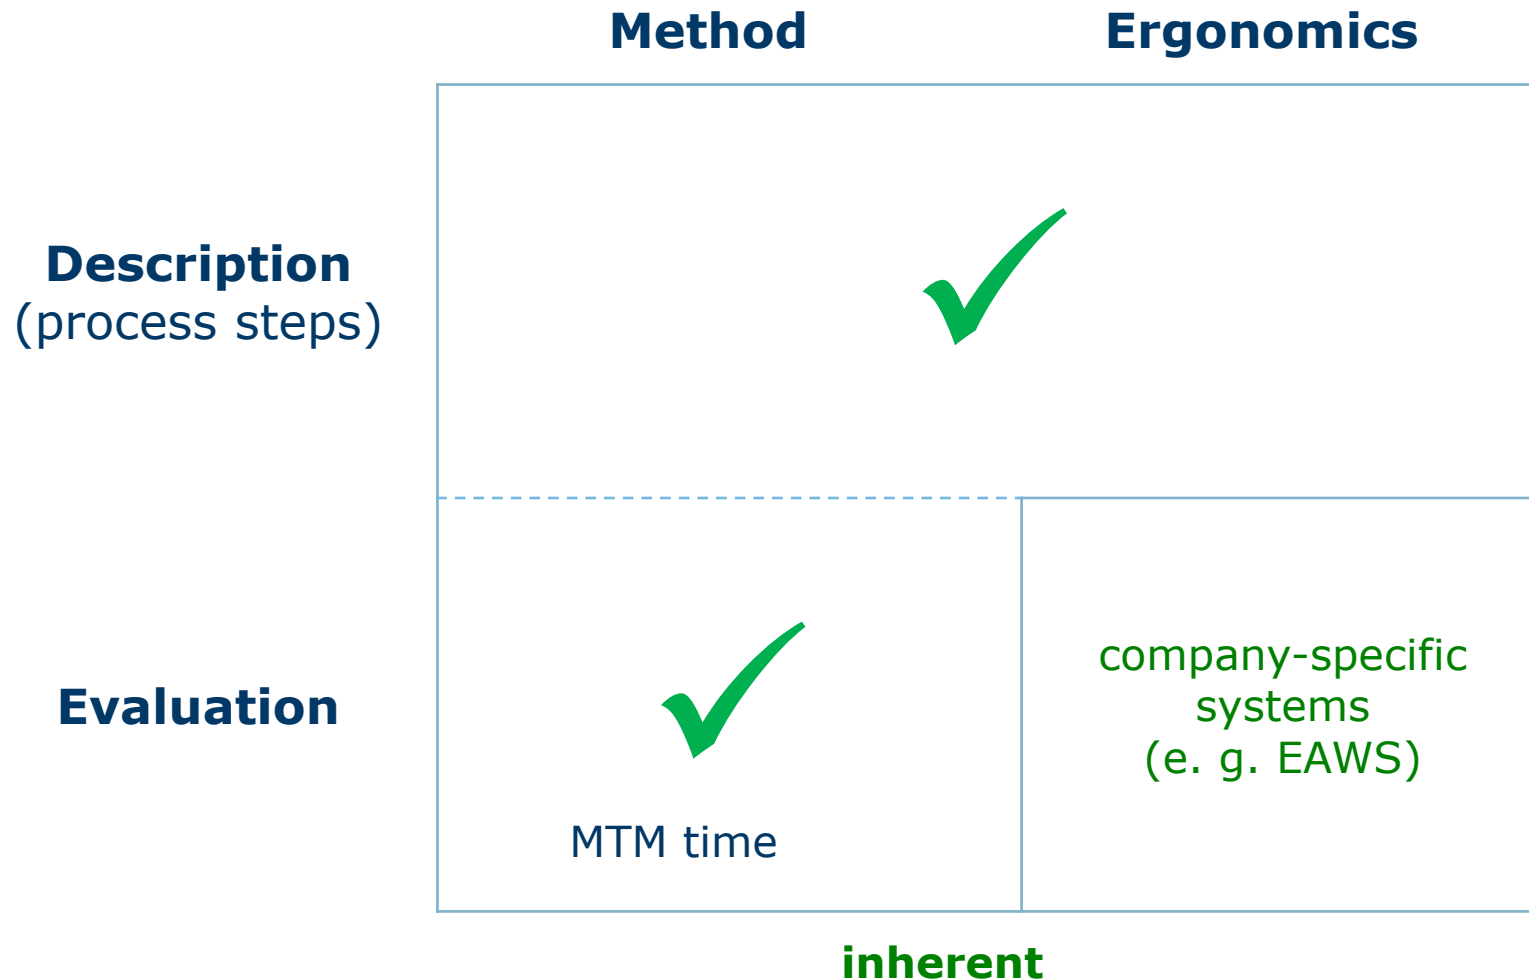 Method Ergonomics
Description
(process steps)
Evaluation
company-specific
systems
(e. g. EAWS)
MTM time
inherent